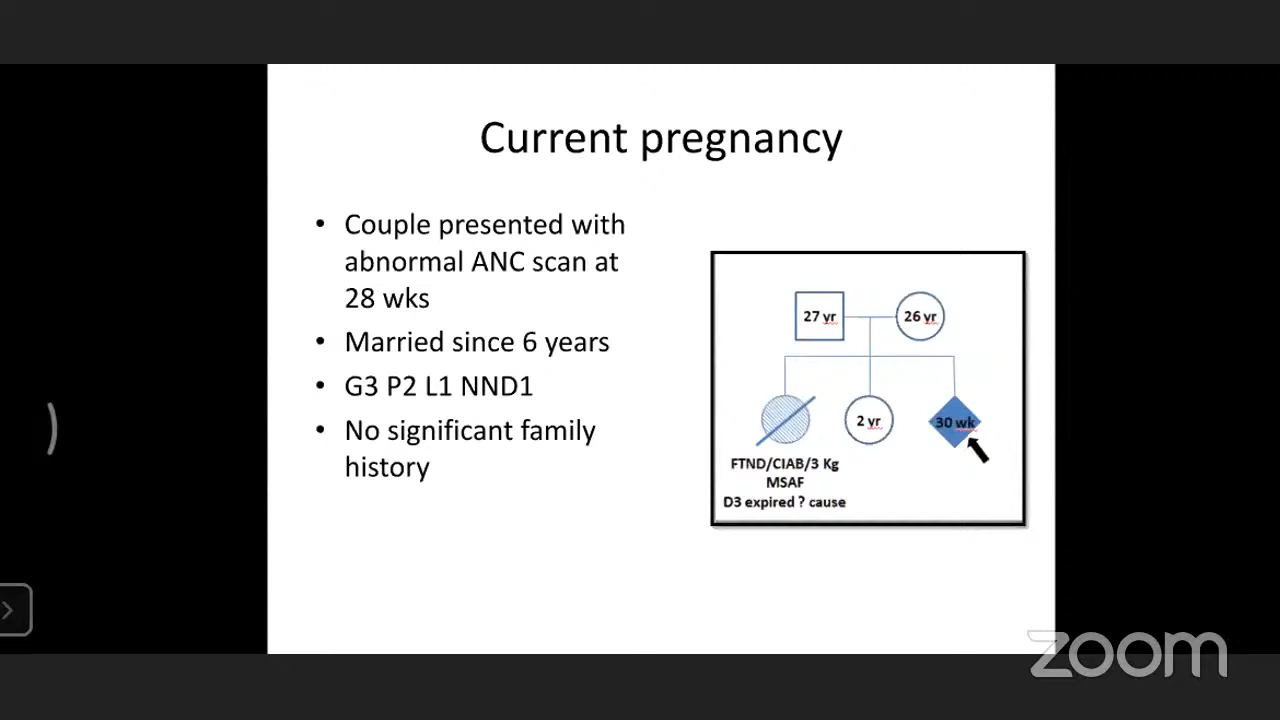 Current pregnancy
• Couple presented with
abnormal ANC scan at
28 wks
• Married since 6 years
• G3 P2 L1 NND1
• No significant family
history
27 yr
26 yr
2 yr
30 wk
FTND/CIAB/3 Kg
MSAF
D3 expired ? cause
zoom